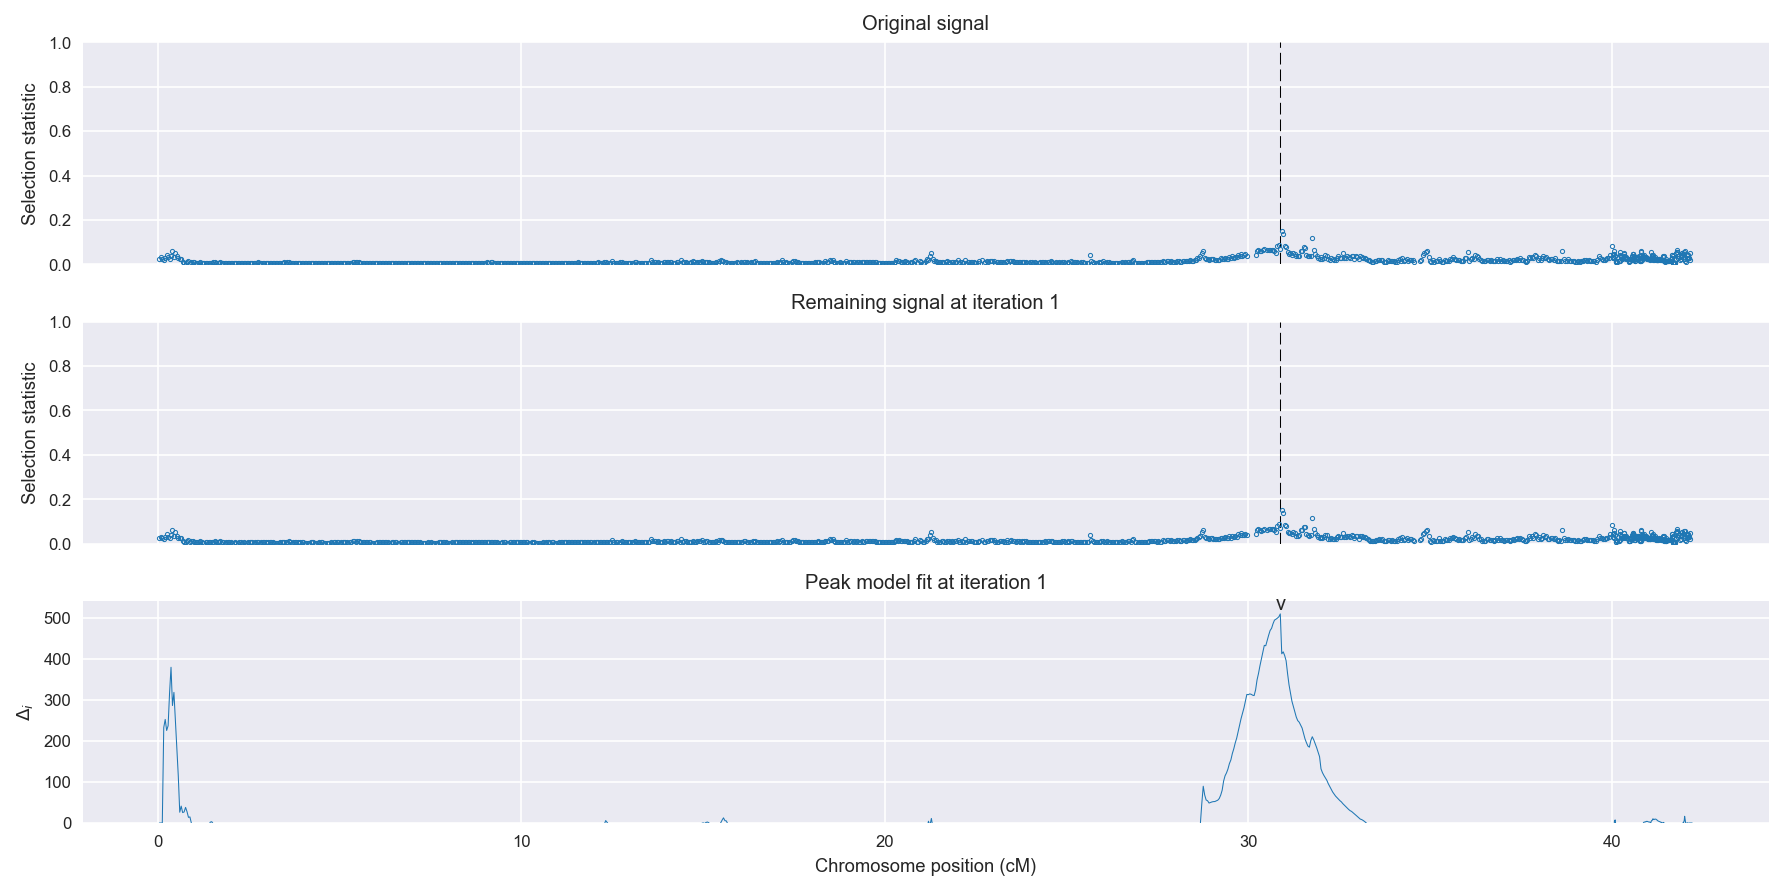 Original signal
1.0
0.8
0.6
0.4
0.2
0.0
Selection statistic
Remaining signal at iteration 1
1.0
0.8
0.6
0.4
0.2
0.0
Selection statistic
Peak model fit at iteration 1
v
500
400
300
200
100
0
Δi
0 10 20 30 40
Chromosome position (cM)